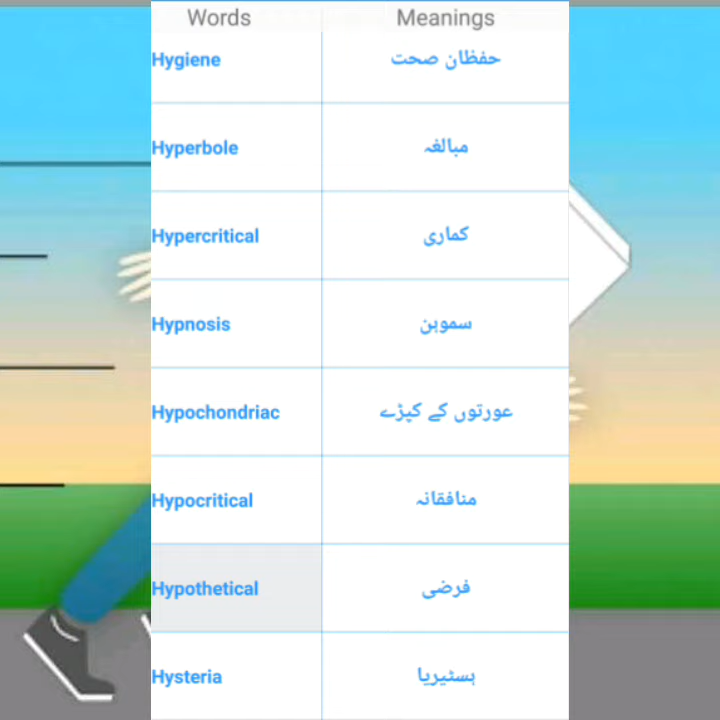 Words Meanings
Hygiene حفظان صحت
Hyperbole مبالغہ
Hypercritical کماری
Hypnosis سموہن
Hypochondriac عورتوں کے کپڑے
Hypocritical منافقانہ
Hypothetical فرضی
Hysteria ہسٹیریا